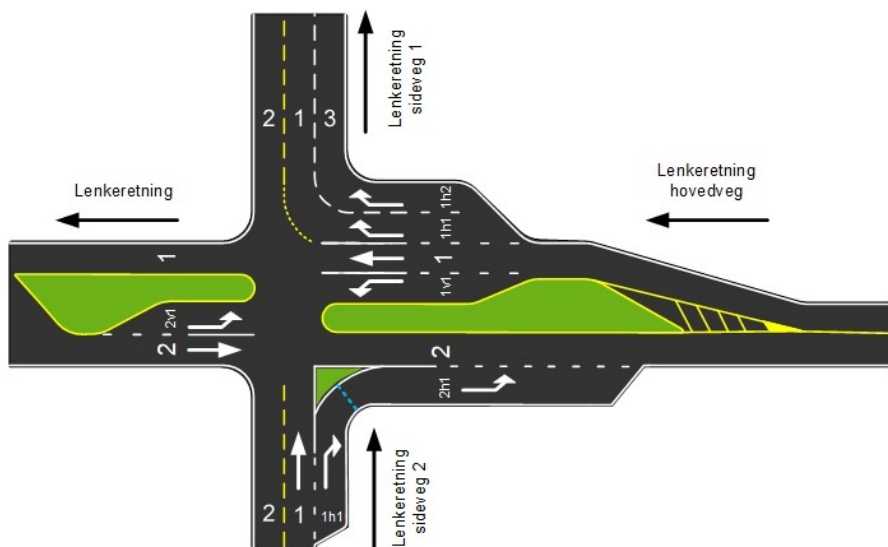 Lenkeretning
sideveg 1
2 1 3
Lenkeretning
Lenkeretning
hovedveg
1h2
1h1
1
1
1v1
2v1
2
2
2h1
2 1 1h1
Lenkeretning
sideveg 2